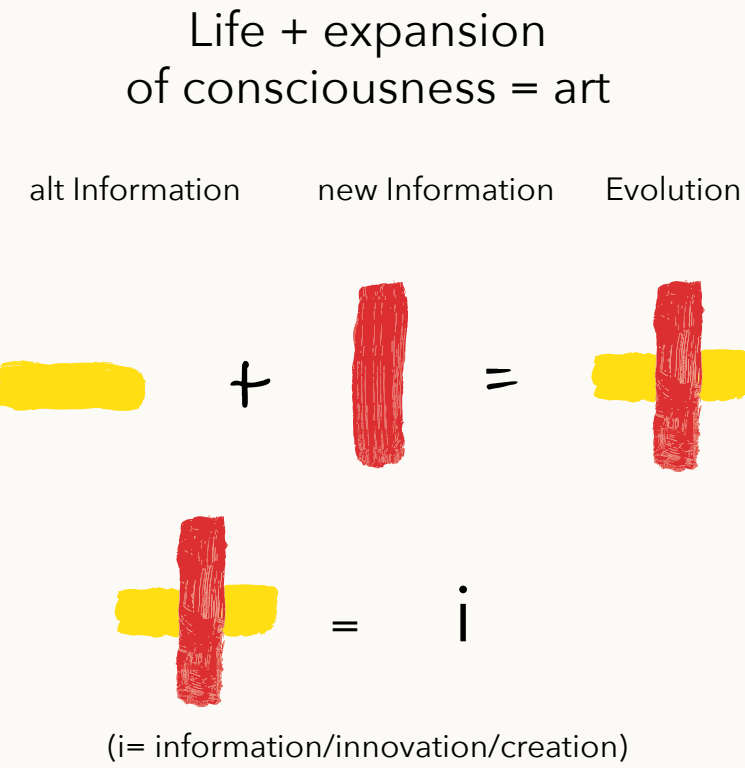 Life + expansion
of consciousness = art
alt Information new Information Evolution
+ =
= i
(i= information/innovation/creation)